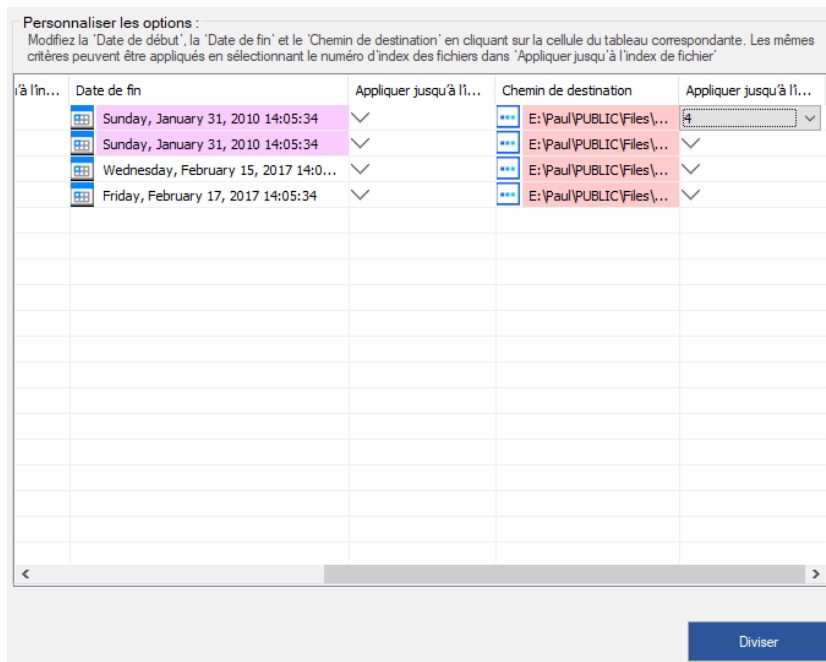 Personnaliser les options :
Modifiez la 'Date de début', la 'Date de fin' et le 'Chemin de destination' en cliquant sur la cellule du tableau correspondante. Les mêmes
critères peuvent être appliqués en sélectionnant le numéro d'index des fichiers dans 'Appliquer jusqu'à l'index de fichier'
'à l'in... Date de fin Appliquer jusqu'à l'i... Chemin de destination Appliquer jusqu'à l'i...
Sunday, January 31, 2010 14:05:34 E:\Paul\PUBLIC\Files\... 4
Sunday, January 31, 2010 14:05:34 E:\Paul\PUBLIC\Files\...
Wednesday, February 15, 2017 14:0... E:\Paul\PUBLIC\Files\...
Friday, February 17, 2017 14:05:34 E:\Paul\PUBLIC\Files\...
Diviser